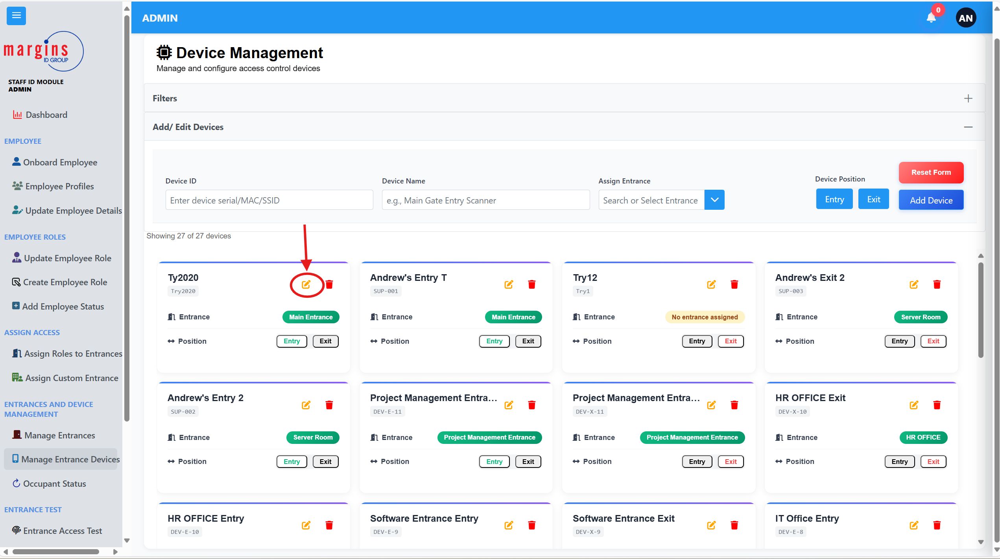 margins
ID GROUP
STAFF ID MODULE
ADMIN
Dashboard
EMPLOYEE
Onboard Employee
Employee Profiles
Update Employee Details
EMPLOYEE ROLES
Update Employee Role
Create Employee Role
Add Employee Status
ASSIGN ACCESS
Assign Roles to Entrances
Assign Custom Entrance
ENTRANCES AND DEVICE
MANAGEMENT
Manage Entrances
Manage Entrance Devices
Occupant Status
ENTRANCE TEST
Entrance Access Test
ADMIN
0
AN
Device Management
Manage and configure access control devices
Filters
Add/ Edit Devices
Device ID
Enter device serial/MAC/SSID
Device Name
e.g., Main Gate Entry Scanner
Assign Entrance
Search or Select Entrance
Device Position
Entry Exit
Reset Form
Add Device
Showing 27 of 27 devices
Ty2020
Try2020
Entrance Main Entrance
Position Entry Exit
Andrew's Entry T
SUP-001
Entrance Main Entrance
Position Entry Exit
Try12
Try1
Entrance No entrance assigned
Position Entry Exit
Andrew's Exit 2
SUP-003
Entrance Server Room
Position Entry Exit
Andrew's Entry 2
SUP-002
Entrance Server Room
Position Entry Exit
Project Management Entra...
DEV-E-11
Entrance Project Management Entrance
Position Entry Exit
Project Management Entra...
DEV-X-11
Entrance Project Management Entrance
Position Entry Exit
HR OFFICE Exit
DEV-X-10
Entrance HR OFFICE
Position Entry Exit
HR OFFICE Entry
DEV-E-10
Software Entrance Entry
DEV-E-9
Software Entrance Exit
DEV-X-9
IT Office Entry
DEV-E-8